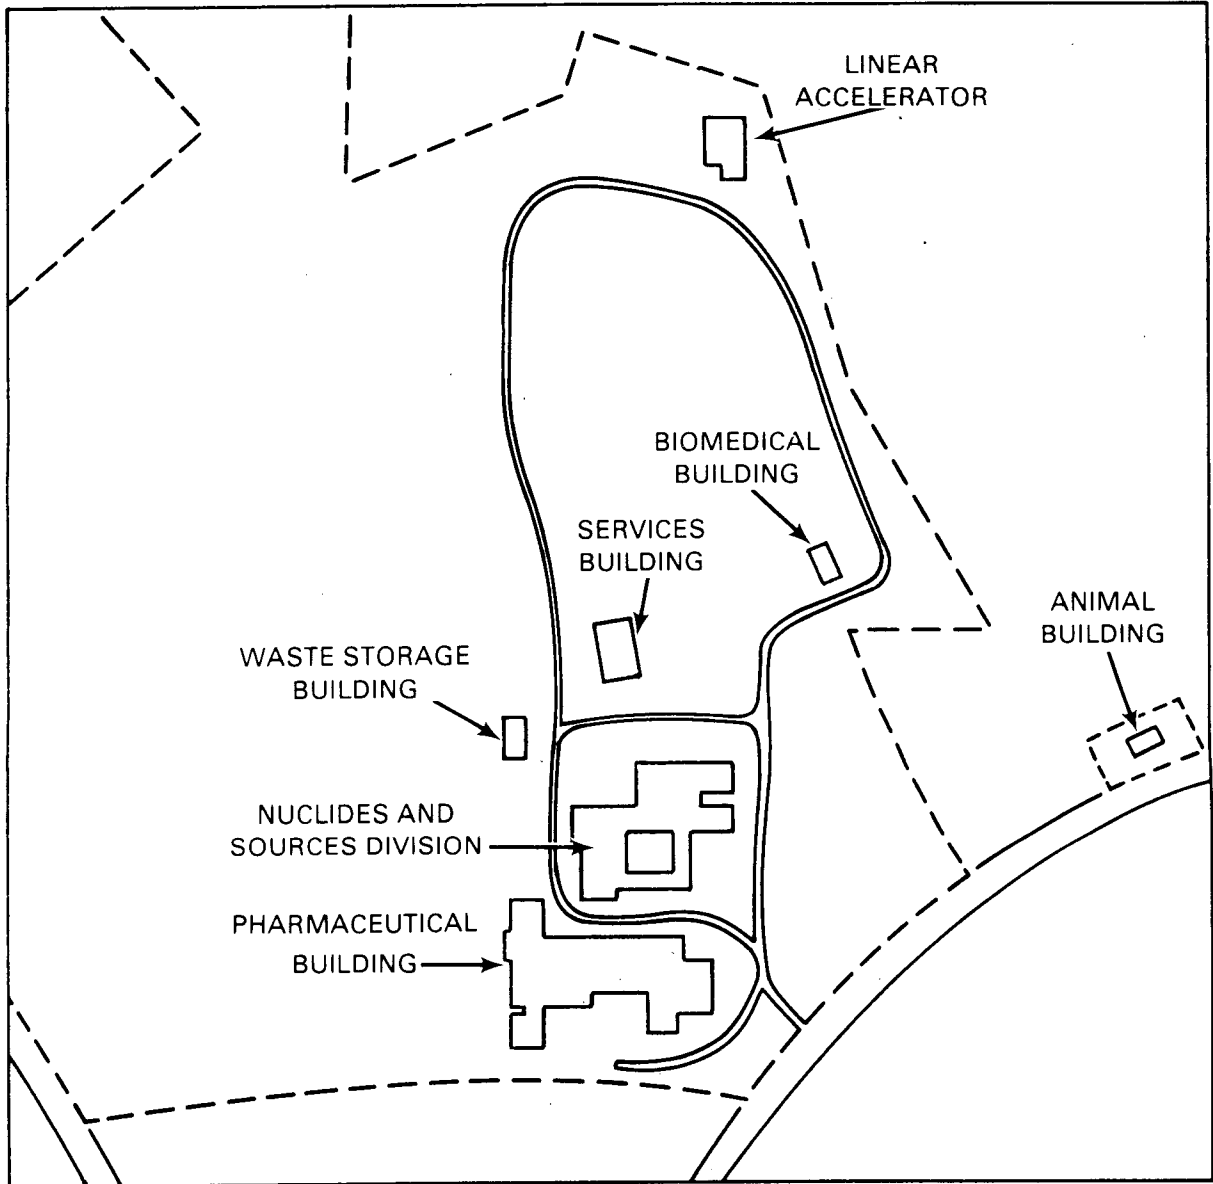 LINEAR
ACCELERATOR
BIOMEDICAL
BUILDING
SERVICES
BUILDING
ANIMAL
BUILDING
WASTE STORAGE
BUILDING
NUCLIDES AND
SOURCES DIVISION
PHARMACEUTICAL
BUILDING